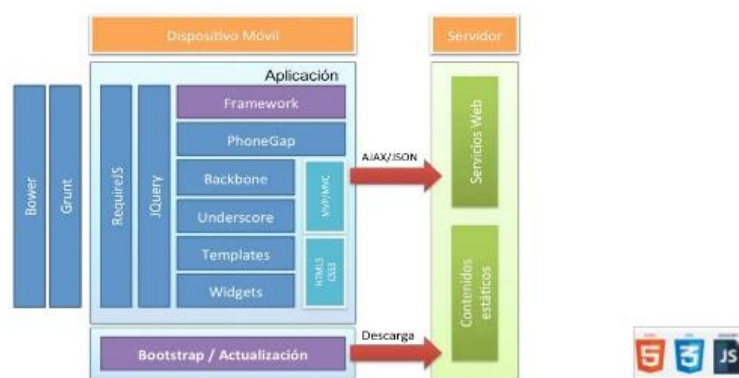 Dispositivo Móvil
Servidor
Aplicación
Bower
Grunt
RequireJS
JQuery
Framework
PhoneGap
Backbone
Underscore
MVP/MVC
Templates
Widgets
HTML5
CSS3
AJAX/JSON
Servicios Web
Contenidos
estáticos
Bootstrap / Actualización
Descarga
5
3
JS